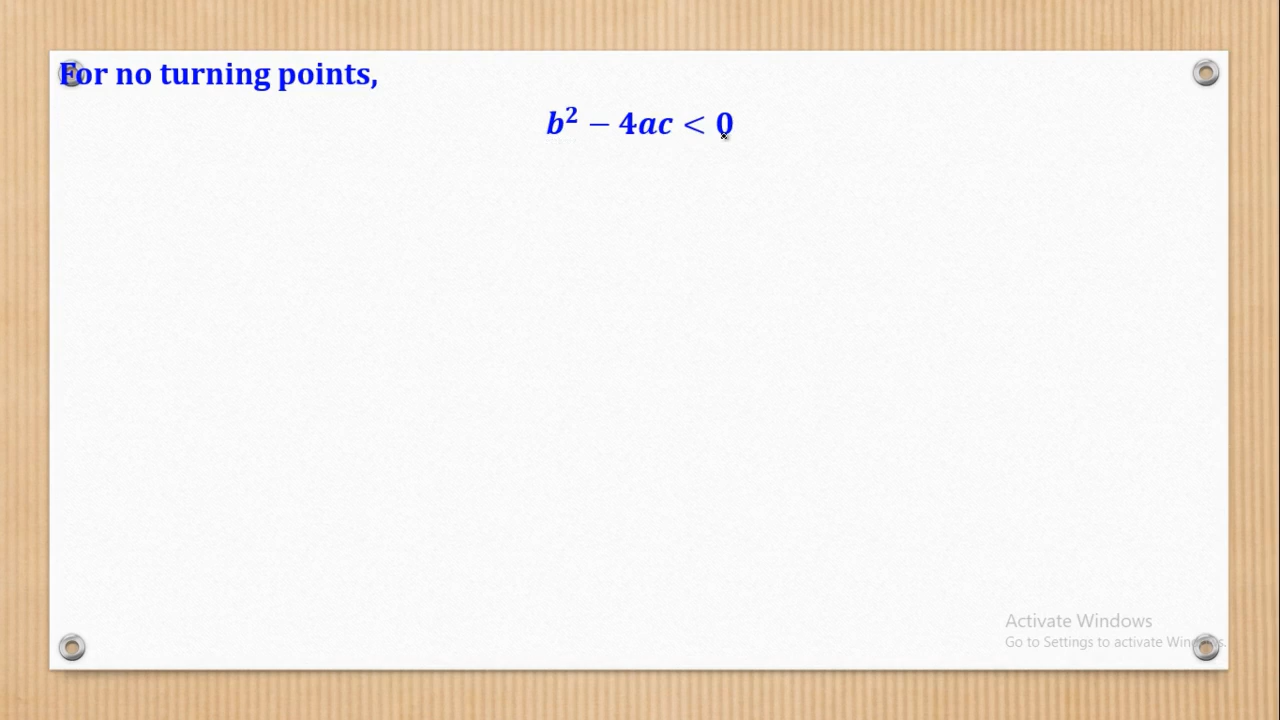 For no turning points,
b² − 4ac < 0
Activate Windows
Go to Settings to activate Windows.